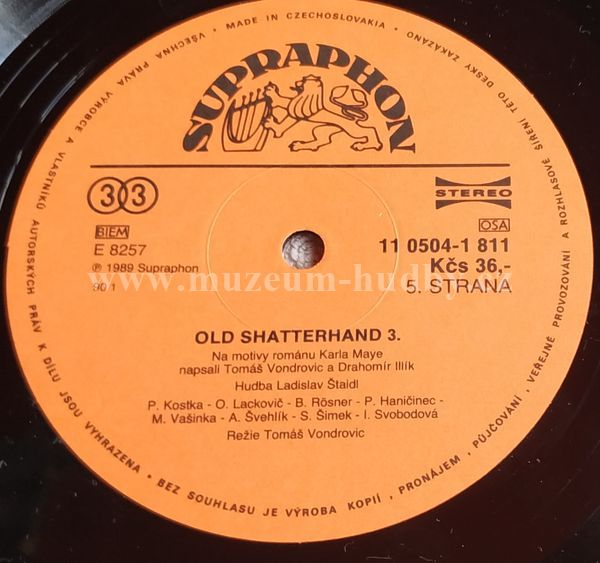 MADE IN CZECHOSLOVAKIA • VŠECHNA PRÁVA VÝROBCE A VLASTNÍKŮ AUTORSKÝCH PRÁV K DÍLU JSOU VYHRAZENA • BEZ SOUHLASU JE VÝROBA KOPIÍ, PRONÁJEM, PŮJČOVÁNÍ, VEŘEJNÉ PROVOZOVÁNÍ A ROZHLASOVÉ ŠÍŘENÍ TÉTO DESKY ZAKÁZÁNO •
SUPRAPHON
33
STEREO
BIEM
OSA
E 8257
11 0504-1 811
Ⓟ 1989 Supraphon
Kčs 36,-
www.muzeum-hudby.cz
90/1
5. STRANA
OLD SHATTERHAND 3.
Na motivy románu Karla Maye
napsali Tomáš Vondrovic a Drahomír Illík
Hudba Ladislav Štaidl
P. Kostka - O. Lackovič - B. Rösner - P. Haničinec -
M. Vašinka - A. Švehlík - S. Šimek - I. Svobodová
Režie Tomáš Vondrovic